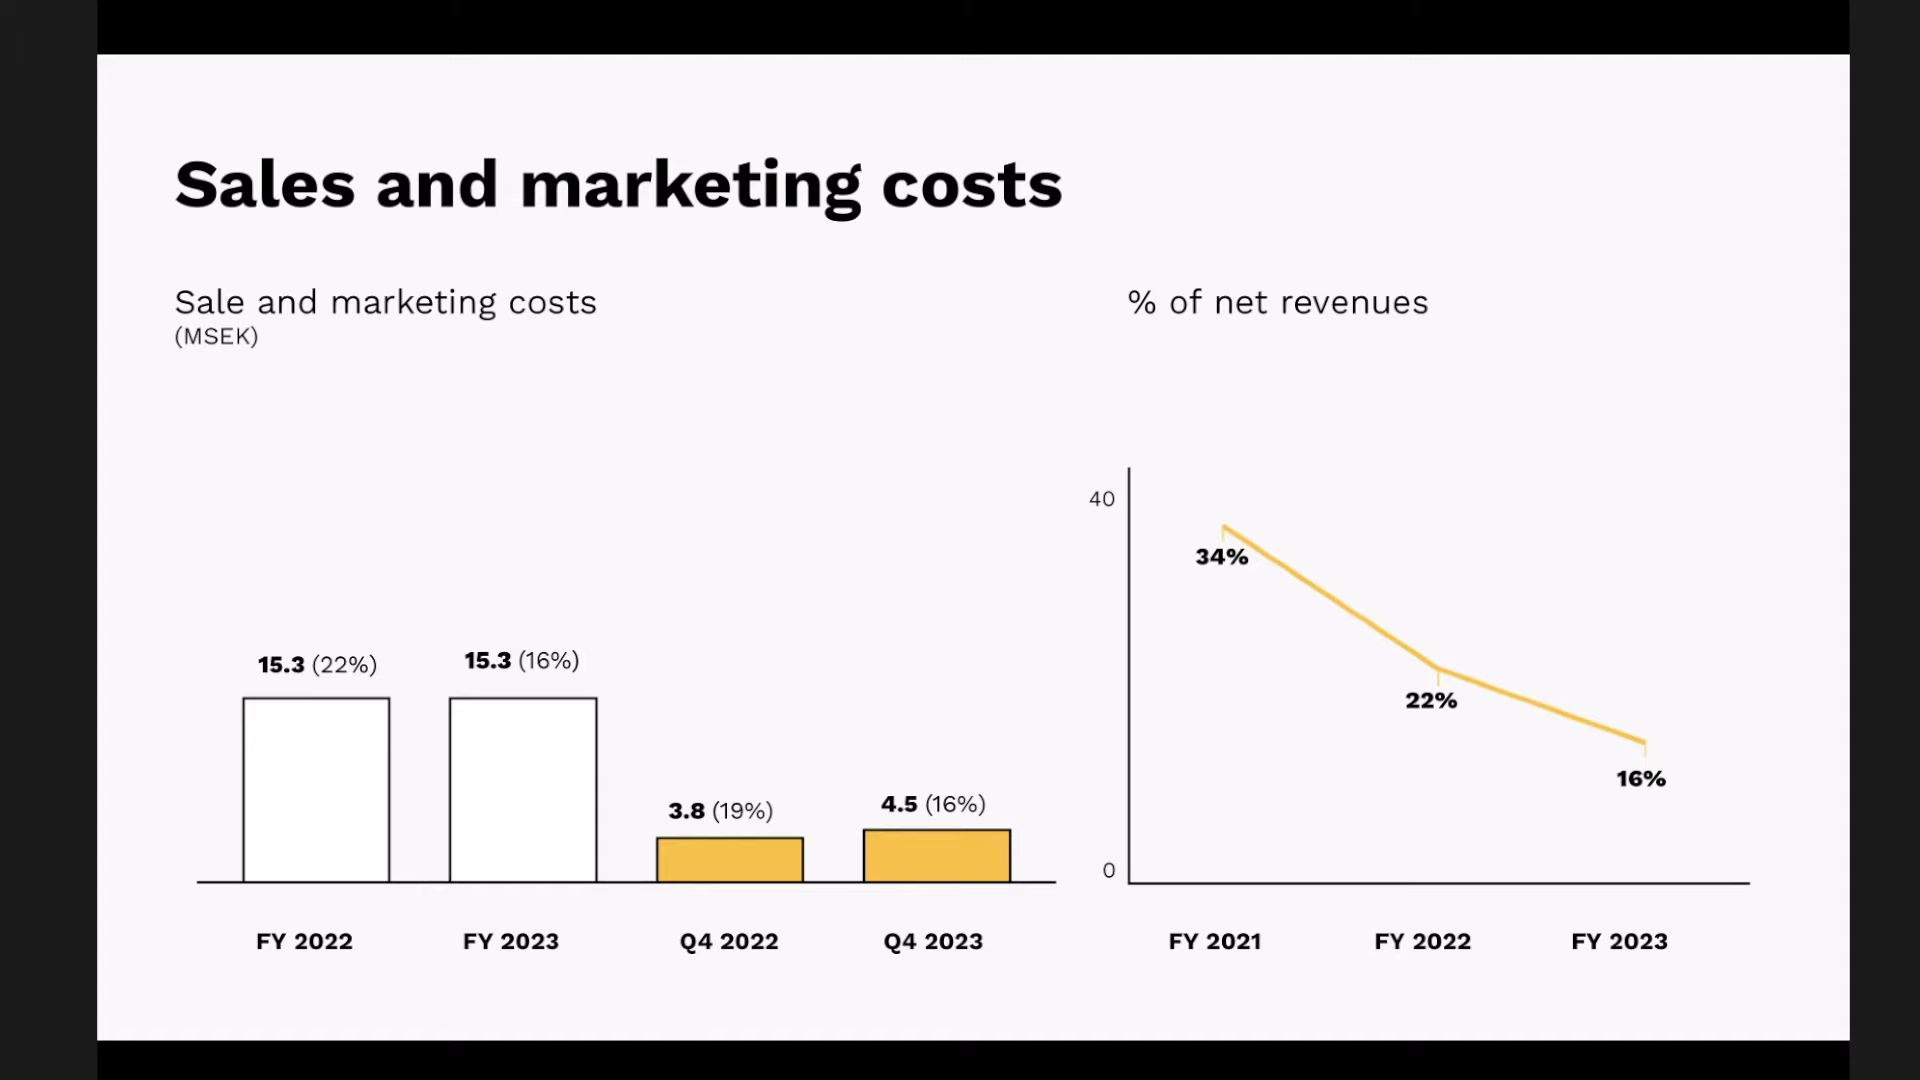 Sales and marketing costs
Sale and marketing costs
(MSEK)
15.3 (22%)
15.3 (16%)
3.8 (19%)
4.5 (16%)
FY 2022
FY 2023
Q4 2022
Q4 2023
% of net revenues
40
0
34%
22%
16%
FY 2021
FY 2022
FY 2023